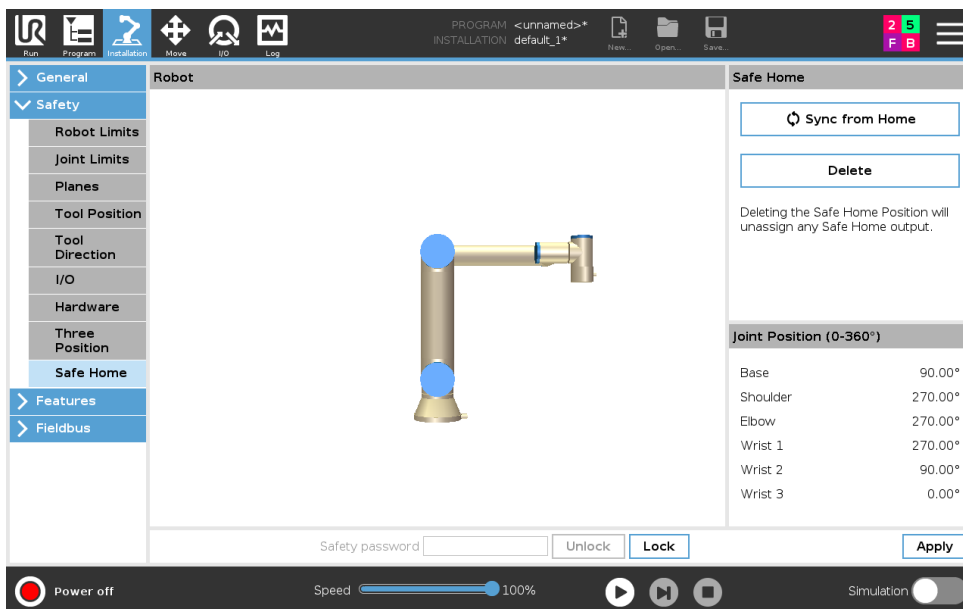 PROGRAM <unnamed>*
INSTALLATION default_1*
Run
Program
Installation
Move
I/O
Log
New...
Open...
Save...
2 5
F B
General
Safety
Robot Limits
Joint Limits
Planes
Tool Position
Tool
Direction
I/O
Hardware
Three
Position
Safe Home
Features
Fieldbus
Robot
Safe Home
Sync from Home
Delete
Deleting the Safe Home Position will
unassign any Safe Home output.
Joint Position (0-360°)
Base 90.00°
Shoulder 270.00°
Elbow 270.00°
Wrist 1 270.00°
Wrist 2 90.00°
Wrist 3 0.00°
Safety password Unlock Lock Apply
Power off Speed 100% Simulation